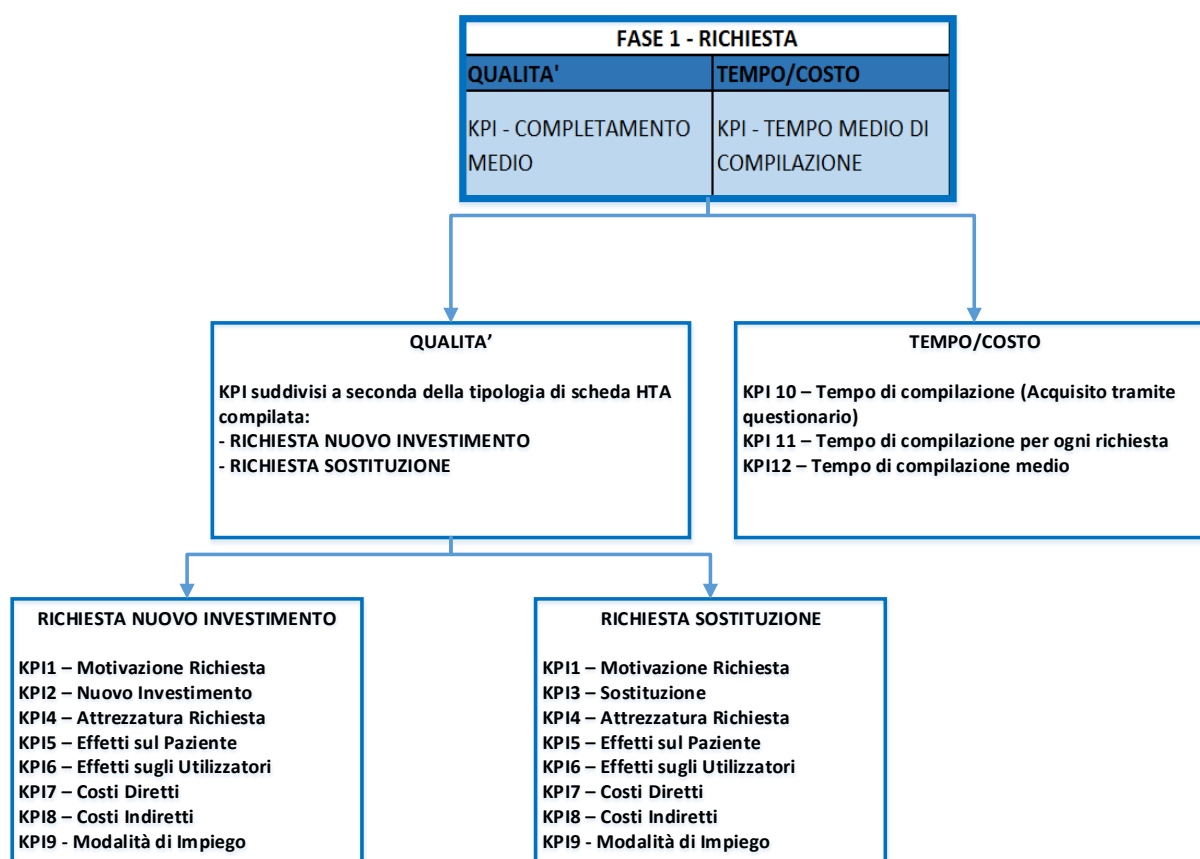 FASE 1 - RICHIESTA
QUALITA'
TEMPO/COSTO
KPI - COMPLETAMENTO
MEDIO
KPI - TEMPO MEDIO DI
COMPILAZIONE
QUALITA’
KPI suddivisi a seconda della tipologia di scheda HTA
compilata:
- RICHIESTA NUOVO INVESTIMENTO
- RICHIESTA SOSTITUZIONE
TEMPO/COSTO
KPI 10 – Tempo di compilazione (Acquisito tramite
questionario)
KPI 11 – Tempo di compilazione per ogni richiesta
KPI12 – Tempo di compilazione medio
RICHIESTA NUOVO INVESTIMENTO
KPI1 – Motivazione Richiesta
KPI2 – Nuovo Investimento
KPI4 – Attrezzatura Richiesta
KPI5 – Effetti sul Paziente
KPI6 – Effetti sugli Utilizzatori
KPI7 – Costi Diretti
KPI8 – Costi Indiretti
KPI9 - Modalità di Impiego
RICHIESTA SOSTITUZIONE
KPI1 – Motivazione Richiesta
KPI3 – Sostituzione
KPI4 – Attrezzatura Richiesta
KPI5 – Effetti sul Paziente
KPI6 – Effetti sugli Utilizzatori
KPI7 – Costi Diretti
KPI8 – Costi Indiretti
KPI9 - Modalità di Impiego